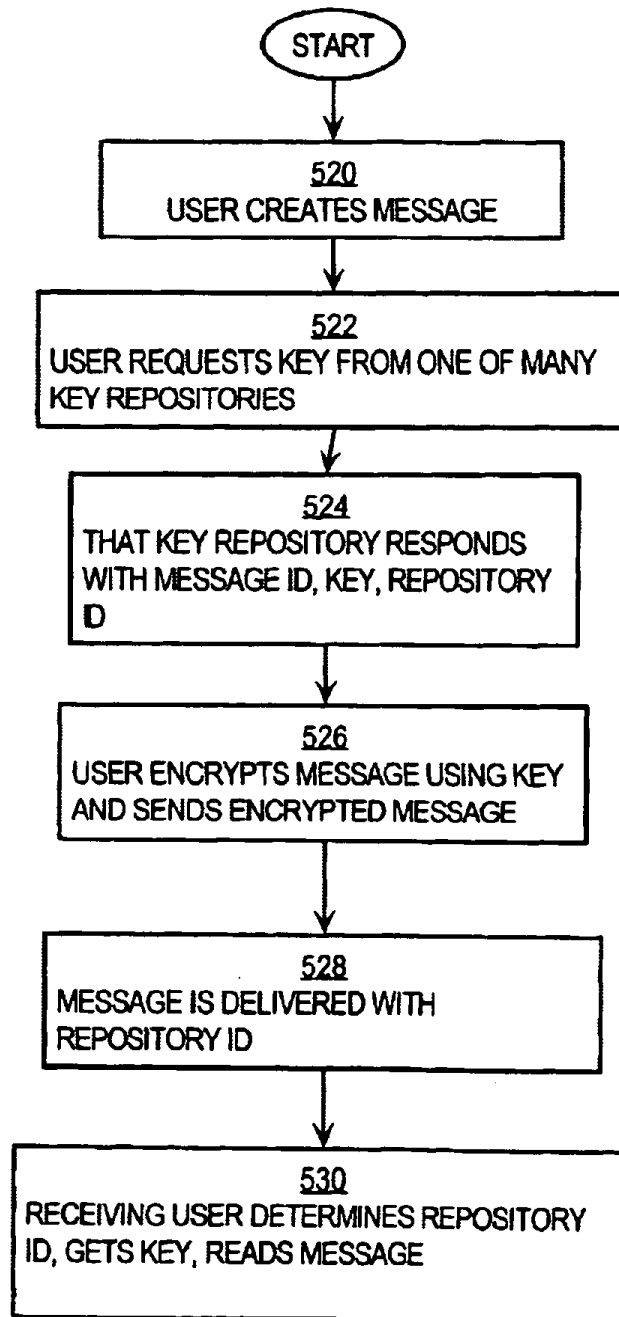 START
520
USER CREATES MESSAGE
522
USER REQUESTS KEY FROM ONE OF MANY
KEY REPOSITORIES
524
THAT KEY REPOSITORY RESPONDS
WITH MESSAGE ID, KEY, REPOSITORY
ID
526
USER ENCRYPTS MESSAGE USING KEY
AND SENDS ENCRYPTED MESSAGE
528
MESSAGE IS DELIVERED WITH
REPOSITORY ID
530
RECEIVING USER DETERMINES REPOSITORY
ID, GETS KEY, READS MESSAGE